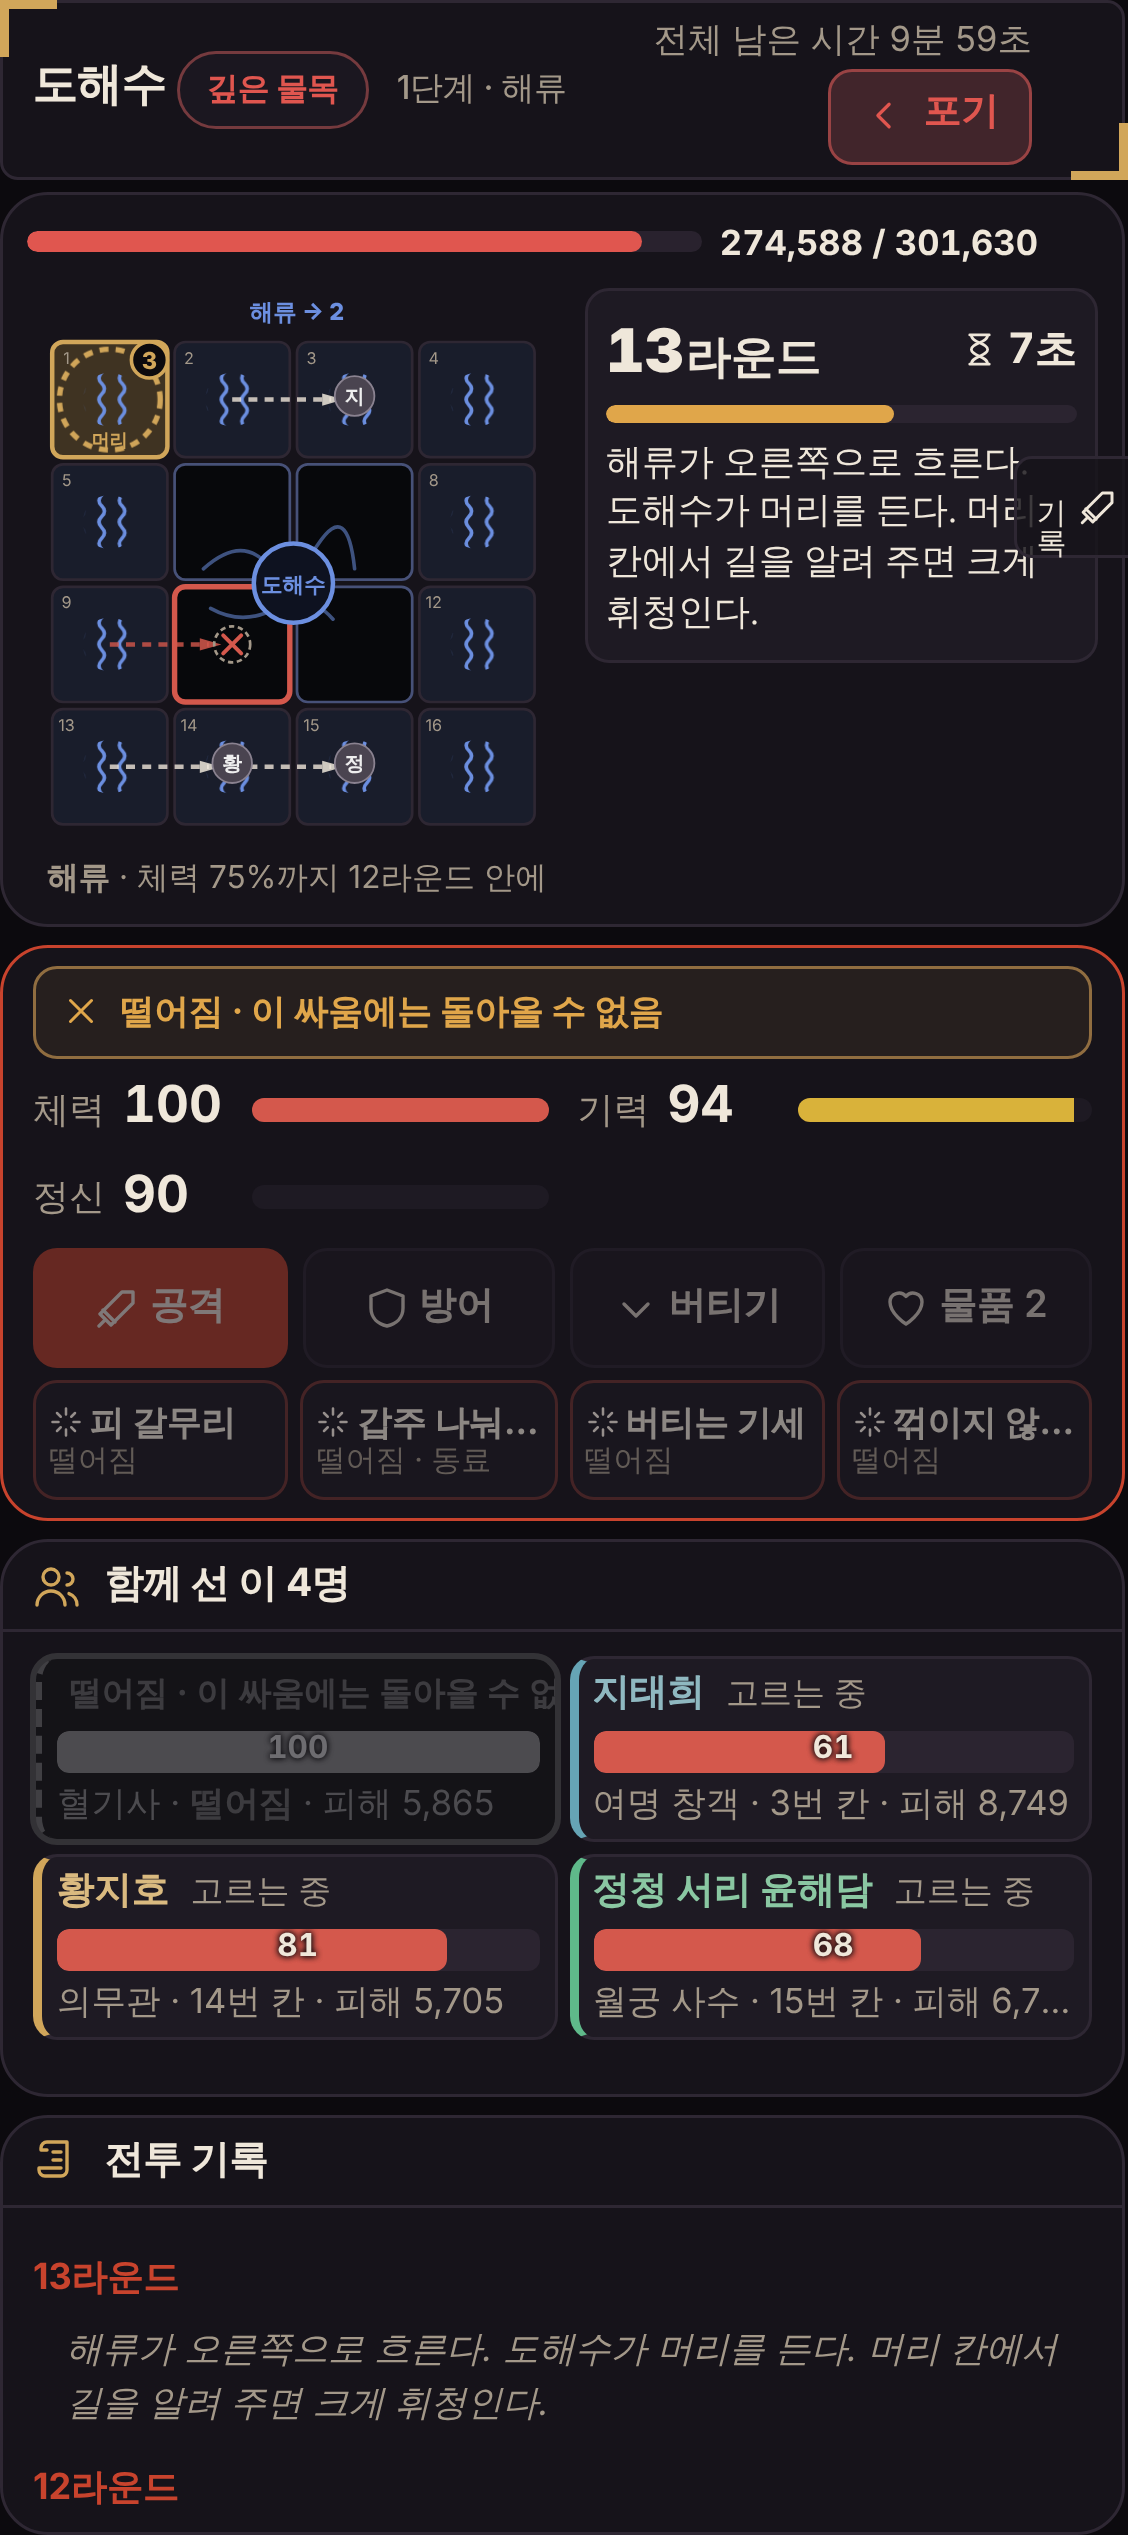 전체 남은 시간 9분 59초
도해수 깊은 물목 1단계 · 해류
포기
274,588 / 301,630
해류 → 2
1 3 2 3 4
지
머리
13라운드 7초
해류가 오른쪽으로 흐른다.
도해수가 머리를 든다. 머리
칸에서 길을 알려 주면 크게
휘청인다.
기록
5 8
도해수
9 12
13 14 15 16
황 정
해류 · 체력 75%까지 12라운드 안에
떨어짐 · 이 싸움에는 돌아올 수 없음
체력 100 기력 94
정신 90
공격 방어 버티기 물품 2
피 갈무리 갑주 나눠… 버티는 기세 꺾이지 않…
떨어짐 떨어짐 · 동료 떨어짐 떨어짐
함께 선 이 4명
떨어짐 · 이 싸움에는 돌아올 수 없
100
혈기사 · 떨어짐 · 피해 5,865
지태희 고르는 중
61
여명 창객 · 3번 칸 · 피해 8,749
황지호 고르는 중
81
의무관 · 14번 칸 · 피해 5,705
정청 서리 윤해담 고르는 중
68
월궁 사수 · 15번 칸 · 피해 6,7…
전투 기록
13라운드
해류가 오른쪽으로 흐른다. 도해수가 머리를 든다. 머리 칸에서
길을 알려 주면 크게 휘청인다.
12라운드